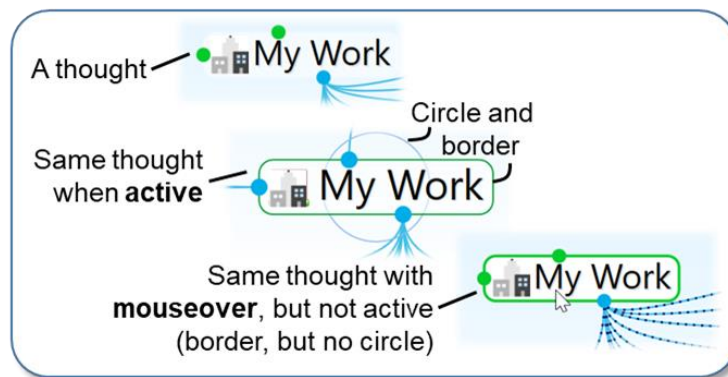 My Work
A thought
Circle and
border
Same thought
when active
My Work
Same thought with
mouseover, but not active
(border, but no circle)
My Work